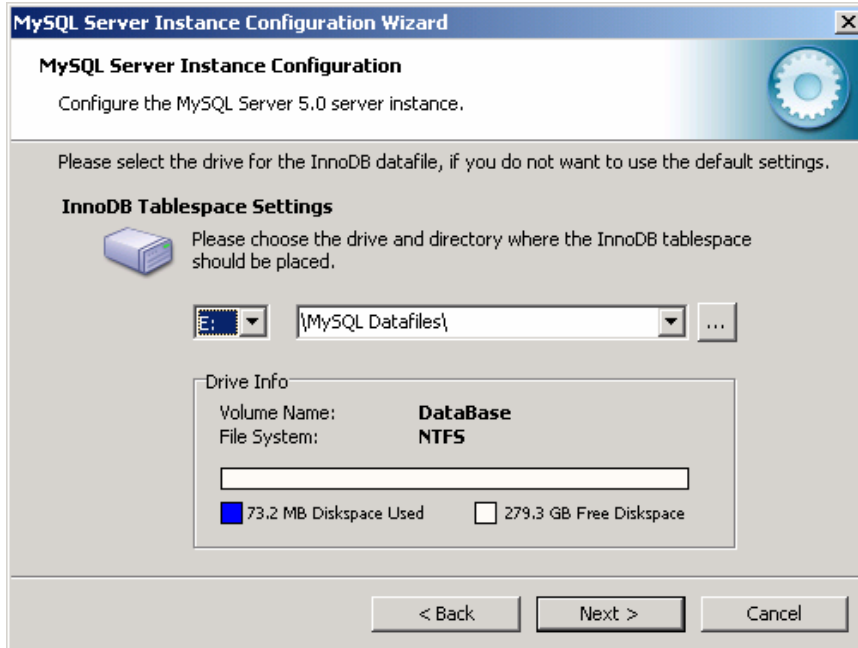 MySQL Server Instance Configuration Wizard
MySQL Server Instance Configuration
Configure the MySQL Server 5.0 server instance.
Please select the drive for the InnoDB datafile, if you do not want to use the default settings.
InnoDB Tablespace Settings
Please choose the drive and directory where the InnoDB tablespace
should be placed.
E: \MySQL Datafiles\ ...
Drive Info
Volume Name: DataBase
File System: NTFS
73.2 MB Diskspace Used 279.3 GB Free Diskspace
< Back Next > Cancel